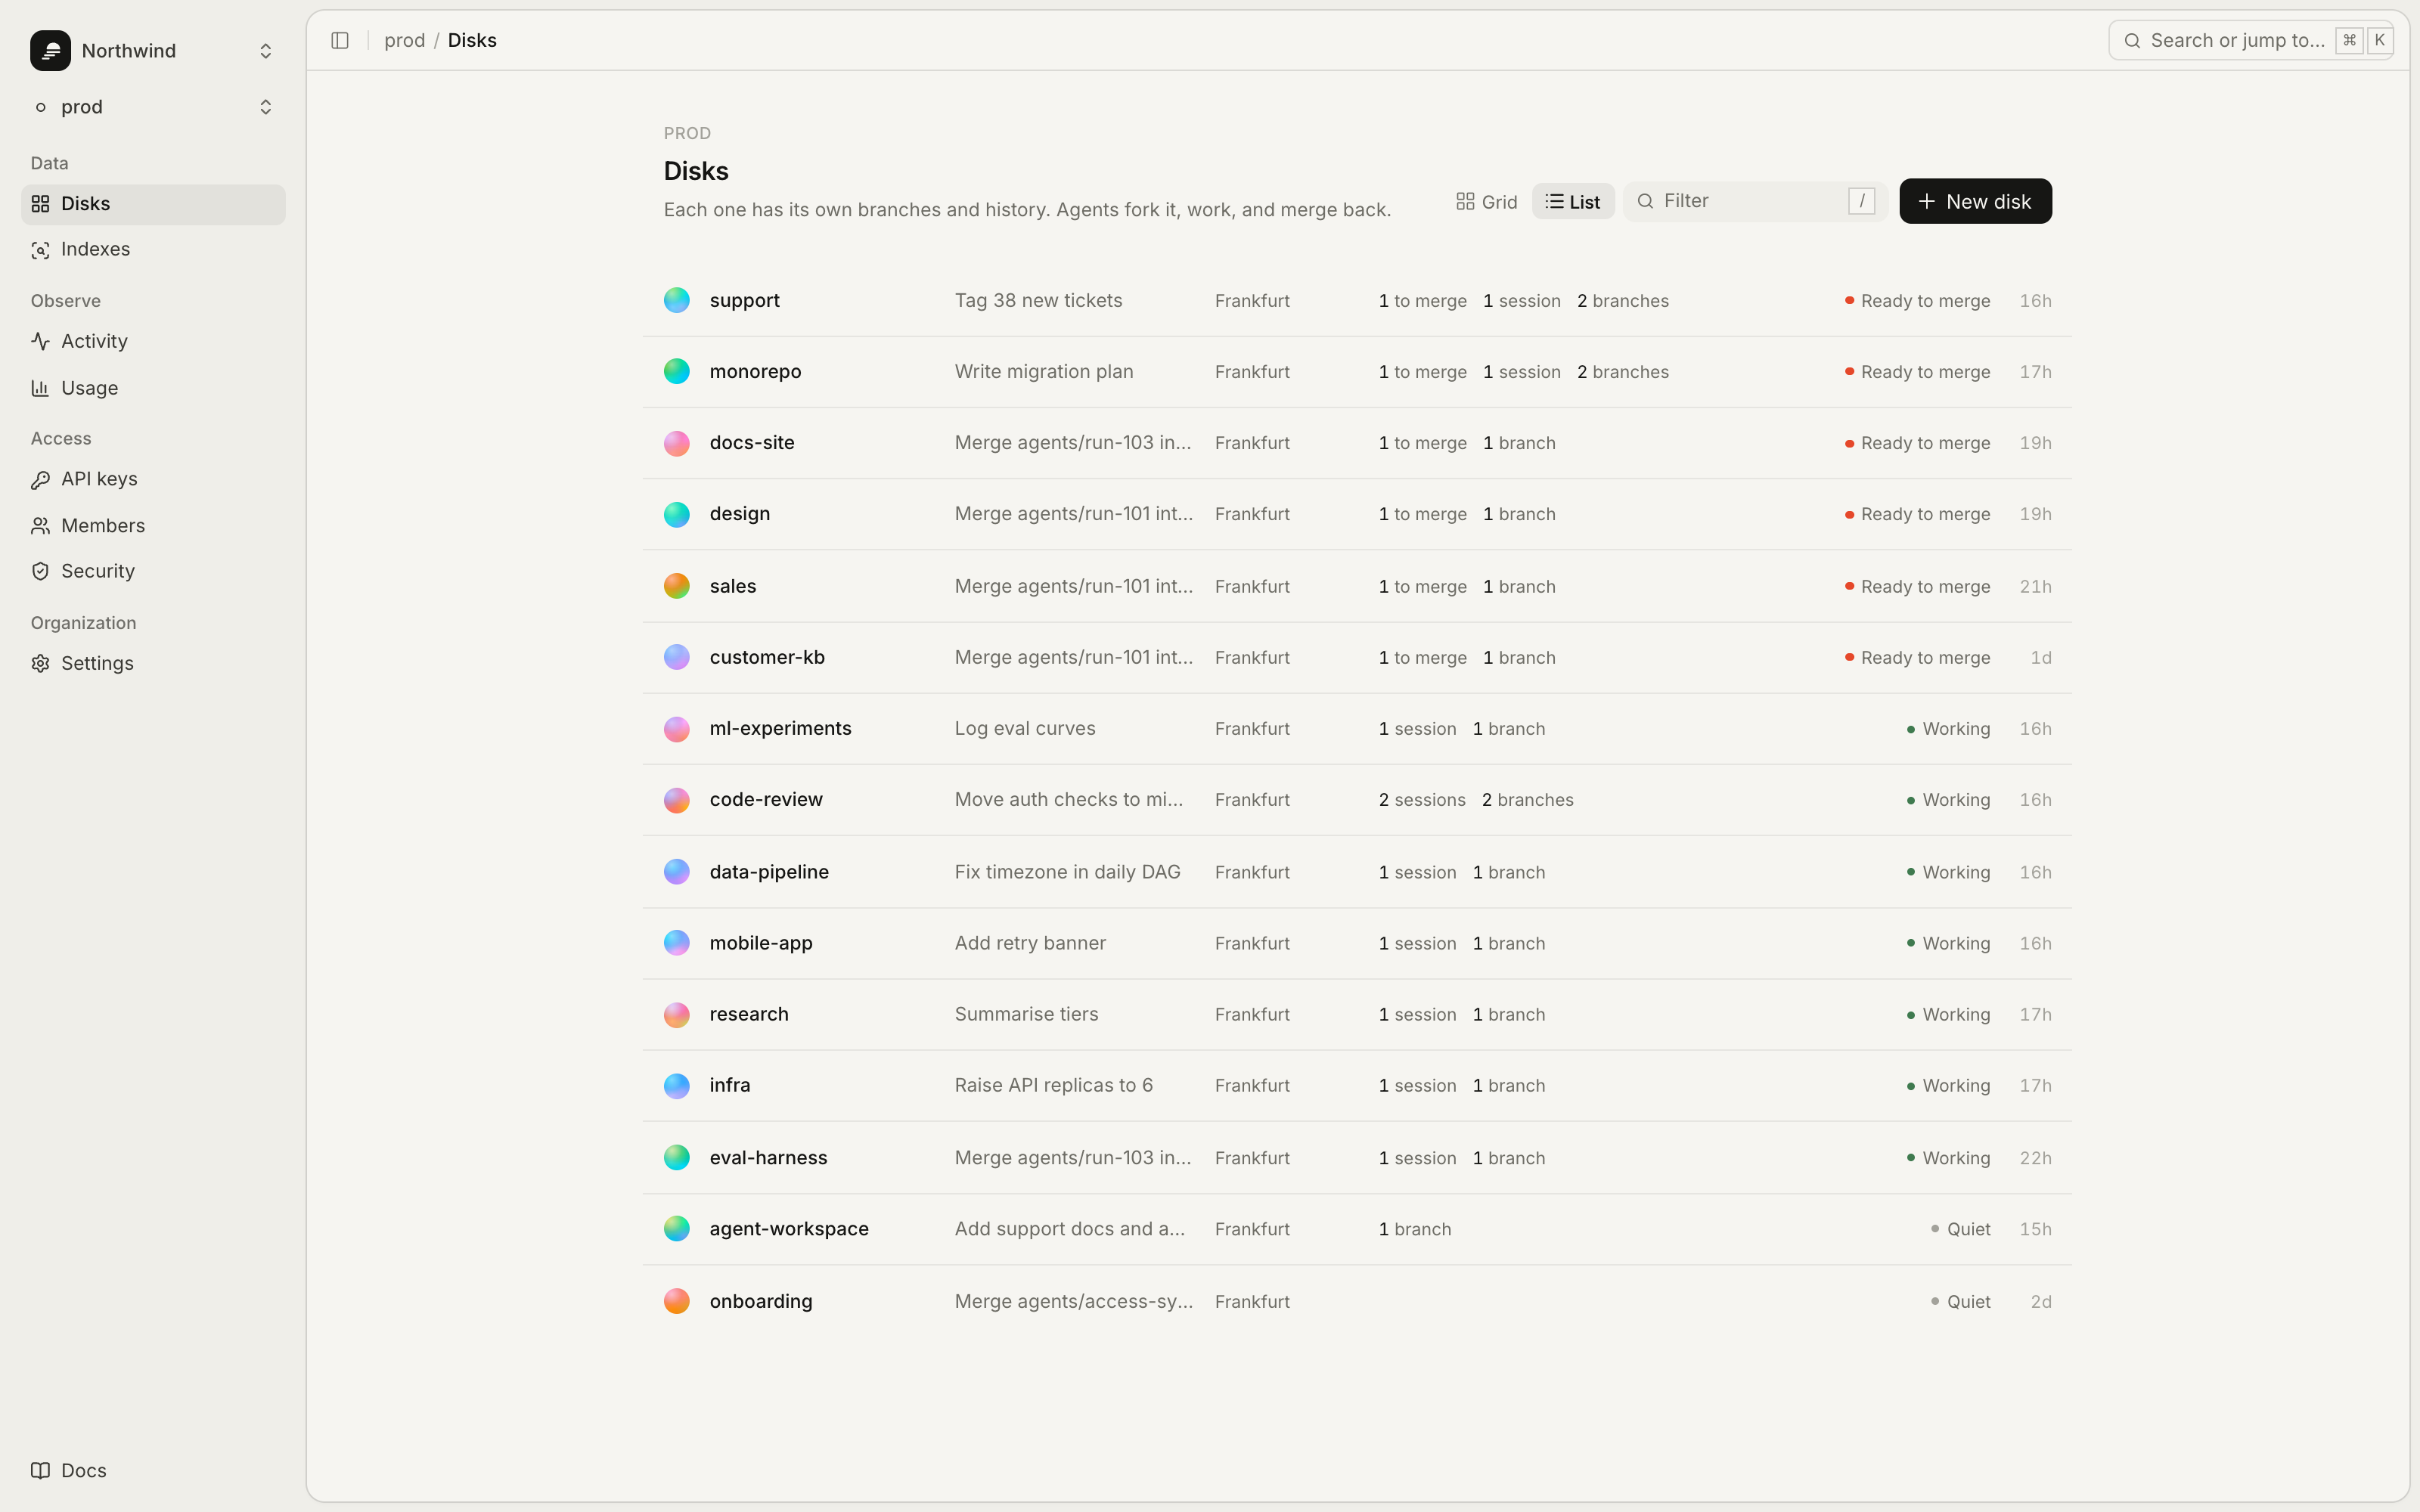 Northwind
prod
Data
Disks
Indexes
Observe
Activity
Usage
Access
API keys
Members
Security
Organization
Settings
Docs
prod / Disks
Search or jump to... ⌘ K
PROD
Disks
Each one has its own branches and history. Agents fork it, work, and merge back.
Grid List Filter / New disk
support Tag 38 new tickets Frankfurt 1 to merge 1 session 2 branches Ready to merge 16h
monorepo Write migration plan Frankfurt 1 to merge 1 session 2 branches Ready to merge 17h
docs-site Merge agents/run-103 in... Frankfurt 1 to merge 1 branch Ready to merge 19h
design Merge agents/run-101 int... Frankfurt 1 to merge 1 branch Ready to merge 19h
sales Merge agents/run-101 int... Frankfurt 1 to merge 1 branch Ready to merge 21h
customer-kb Merge agents/run-101 int... Frankfurt 1 to merge 1 branch Ready to merge 1d
ml-experiments Log eval curves Frankfurt 1 session 1 branch Working 16h
code-review Move auth checks to mi... Frankfurt 2 sessions 2 branches Working 16h
data-pipeline Fix timezone in daily DAG Frankfurt 1 session 1 branch Working 16h
mobile-app Add retry banner Frankfurt 1 session 1 branch Working 16h
research Summarise tiers Frankfurt 1 session 1 branch Working 17h
infra Raise API replicas to 6 Frankfurt 1 session 1 branch Working 17h
eval-harness Merge agents/run-103 in... Frankfurt 1 session 1 branch Working 22h
agent-workspace Add support docs and a... Frankfurt 1 branch Quiet 15h
onboarding Merge agents/access-sy... Frankfurt Quiet 2d